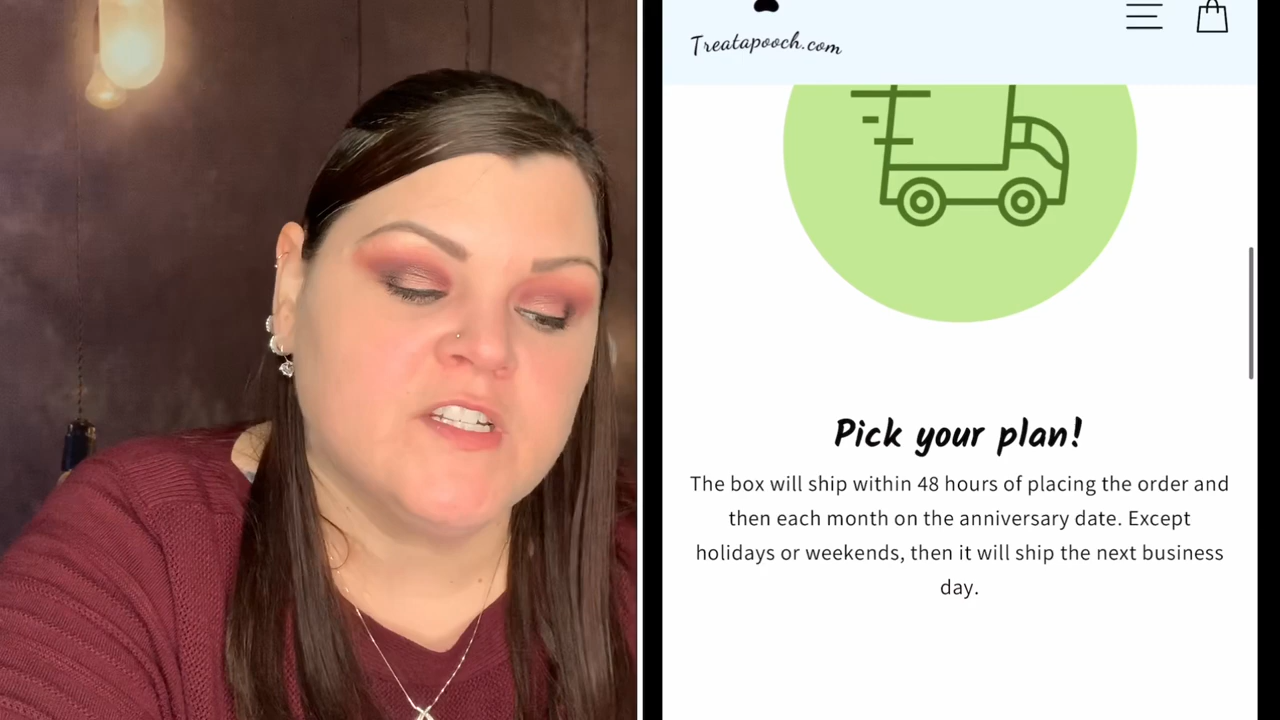 Treatapooch.com
Pick your plan!
The box will ship within 48 hours of placing the order and
then each month on the anniversary date. Except
holidays or weekends, then it will ship the next business
day.